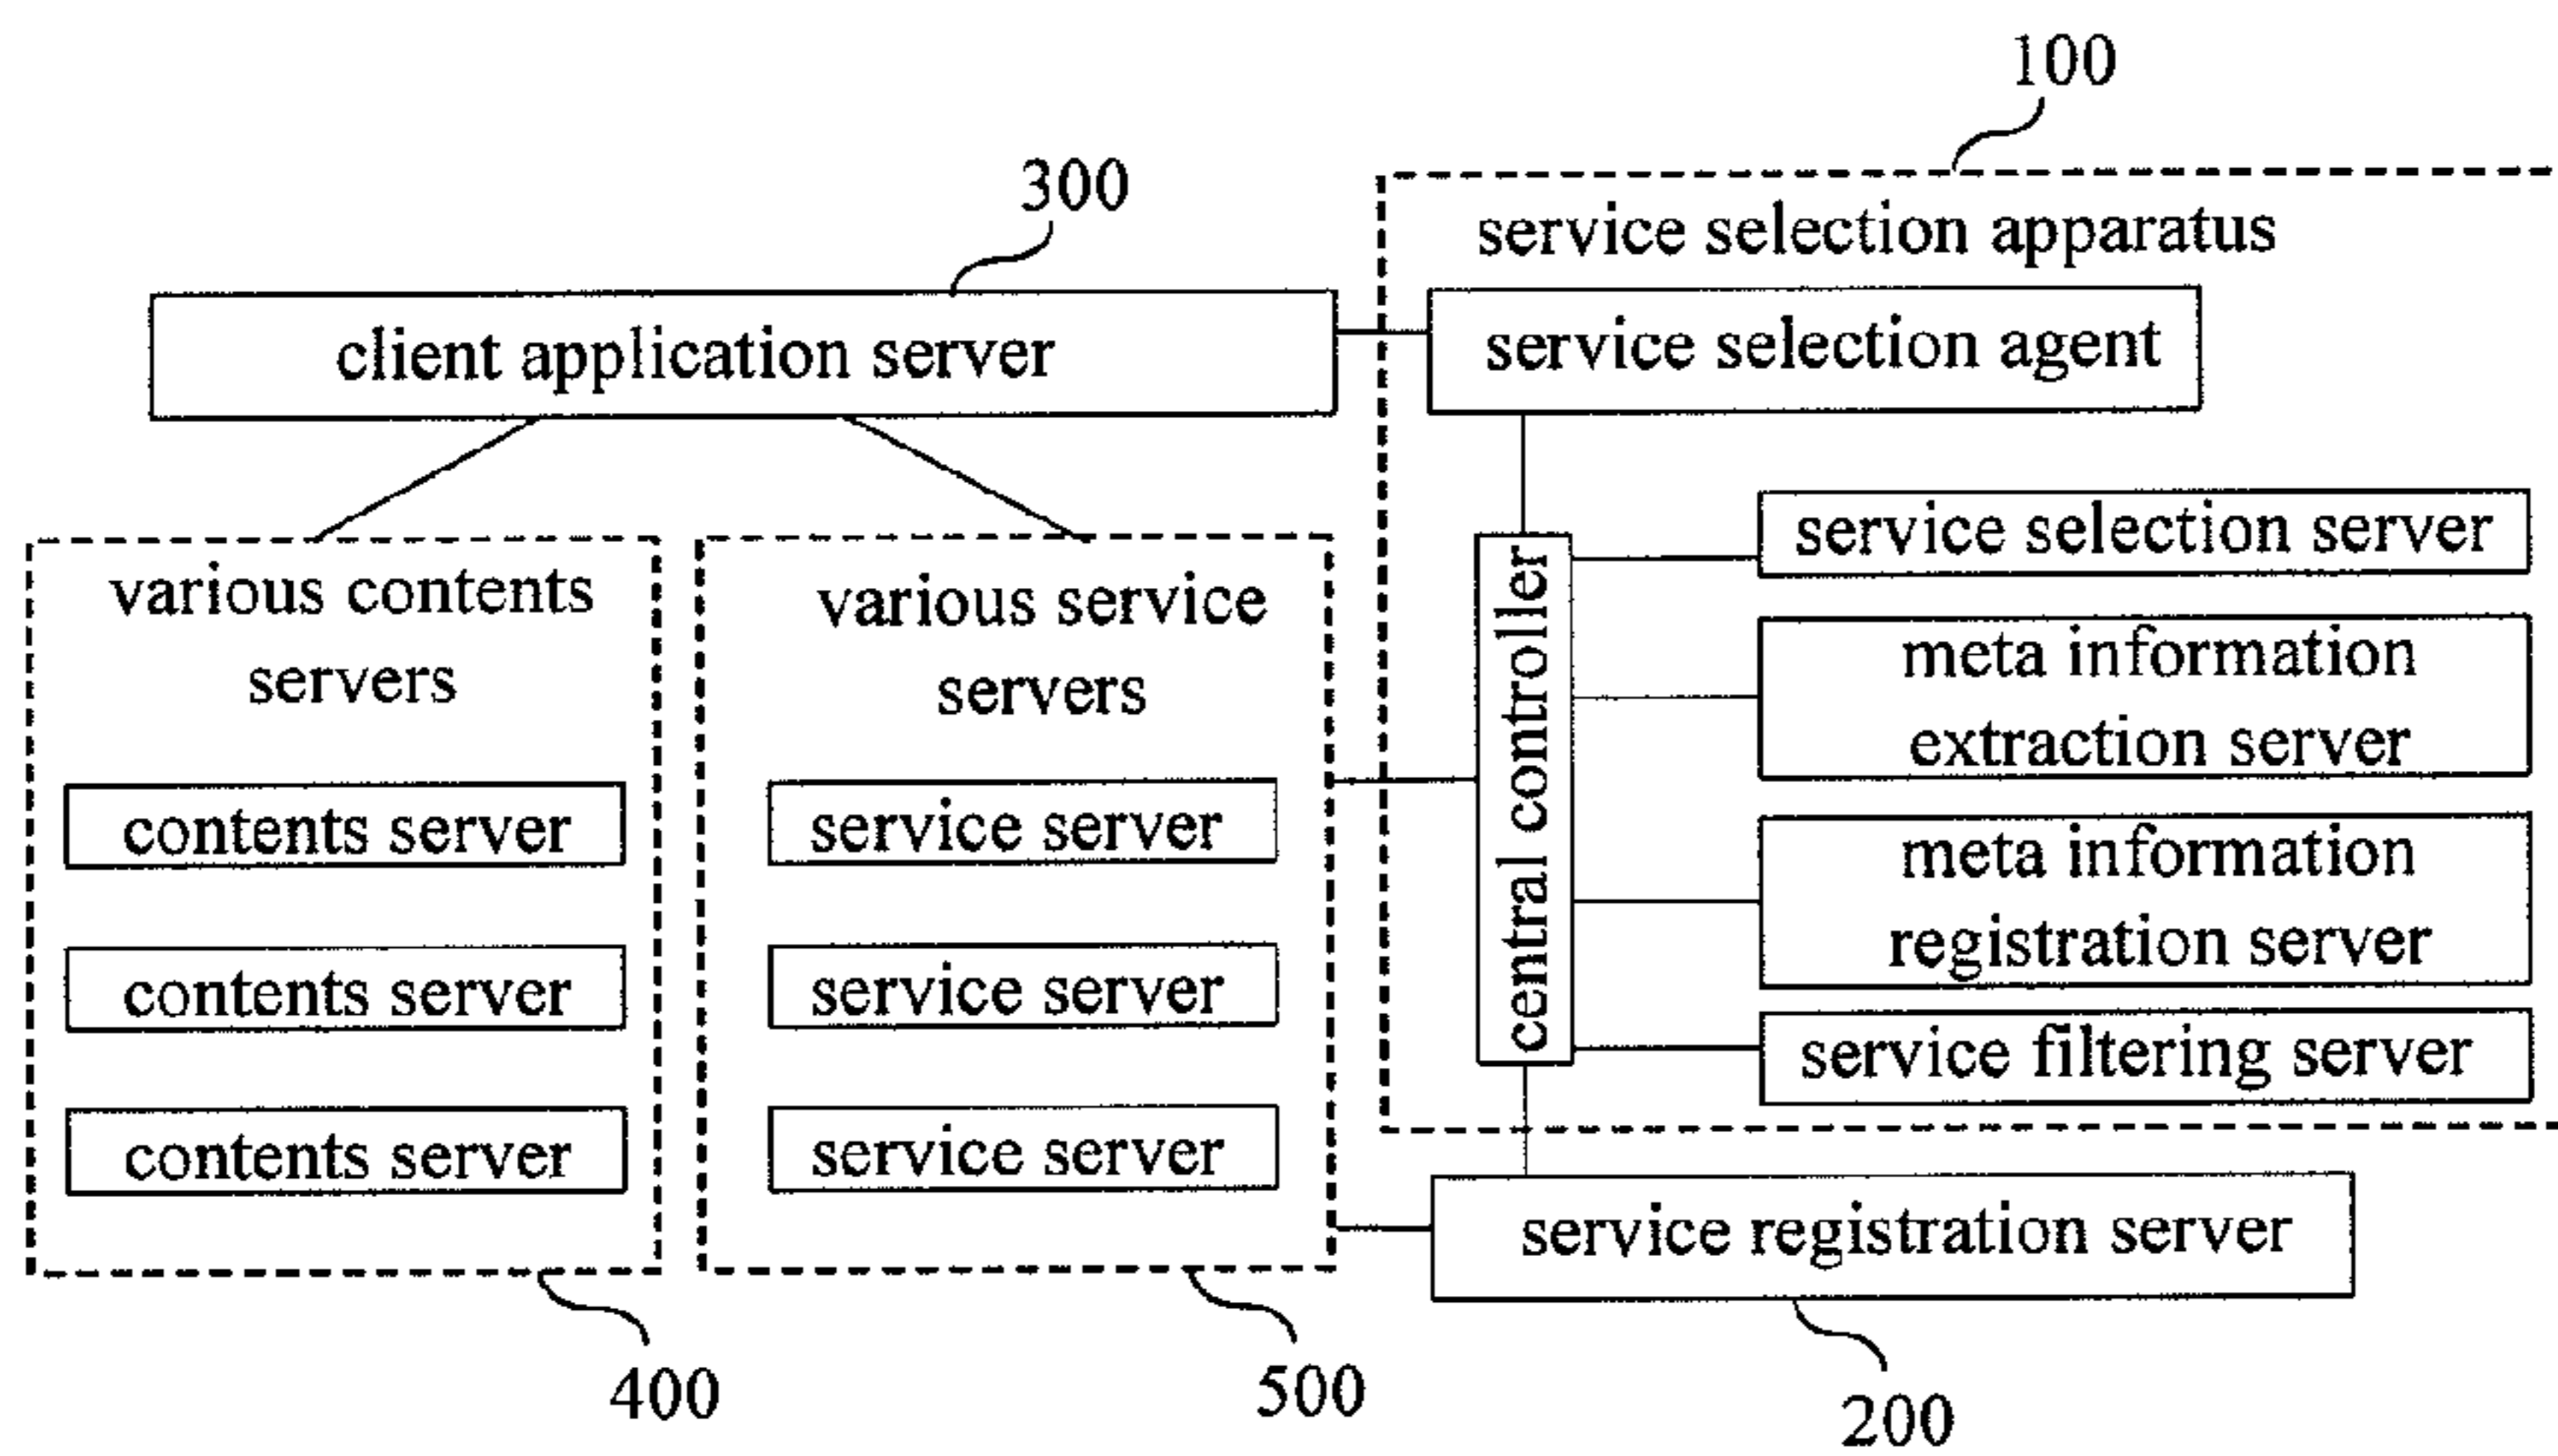 100
300
service selection apparatus
client application server
service selection agent
various contents
servers
contents server
contents server
contents server
various service
servers
service server
service server
service server
central controller
service selection server
meta information
extraction server
meta information
registration server
service filtering server
service registration server
400
500
200